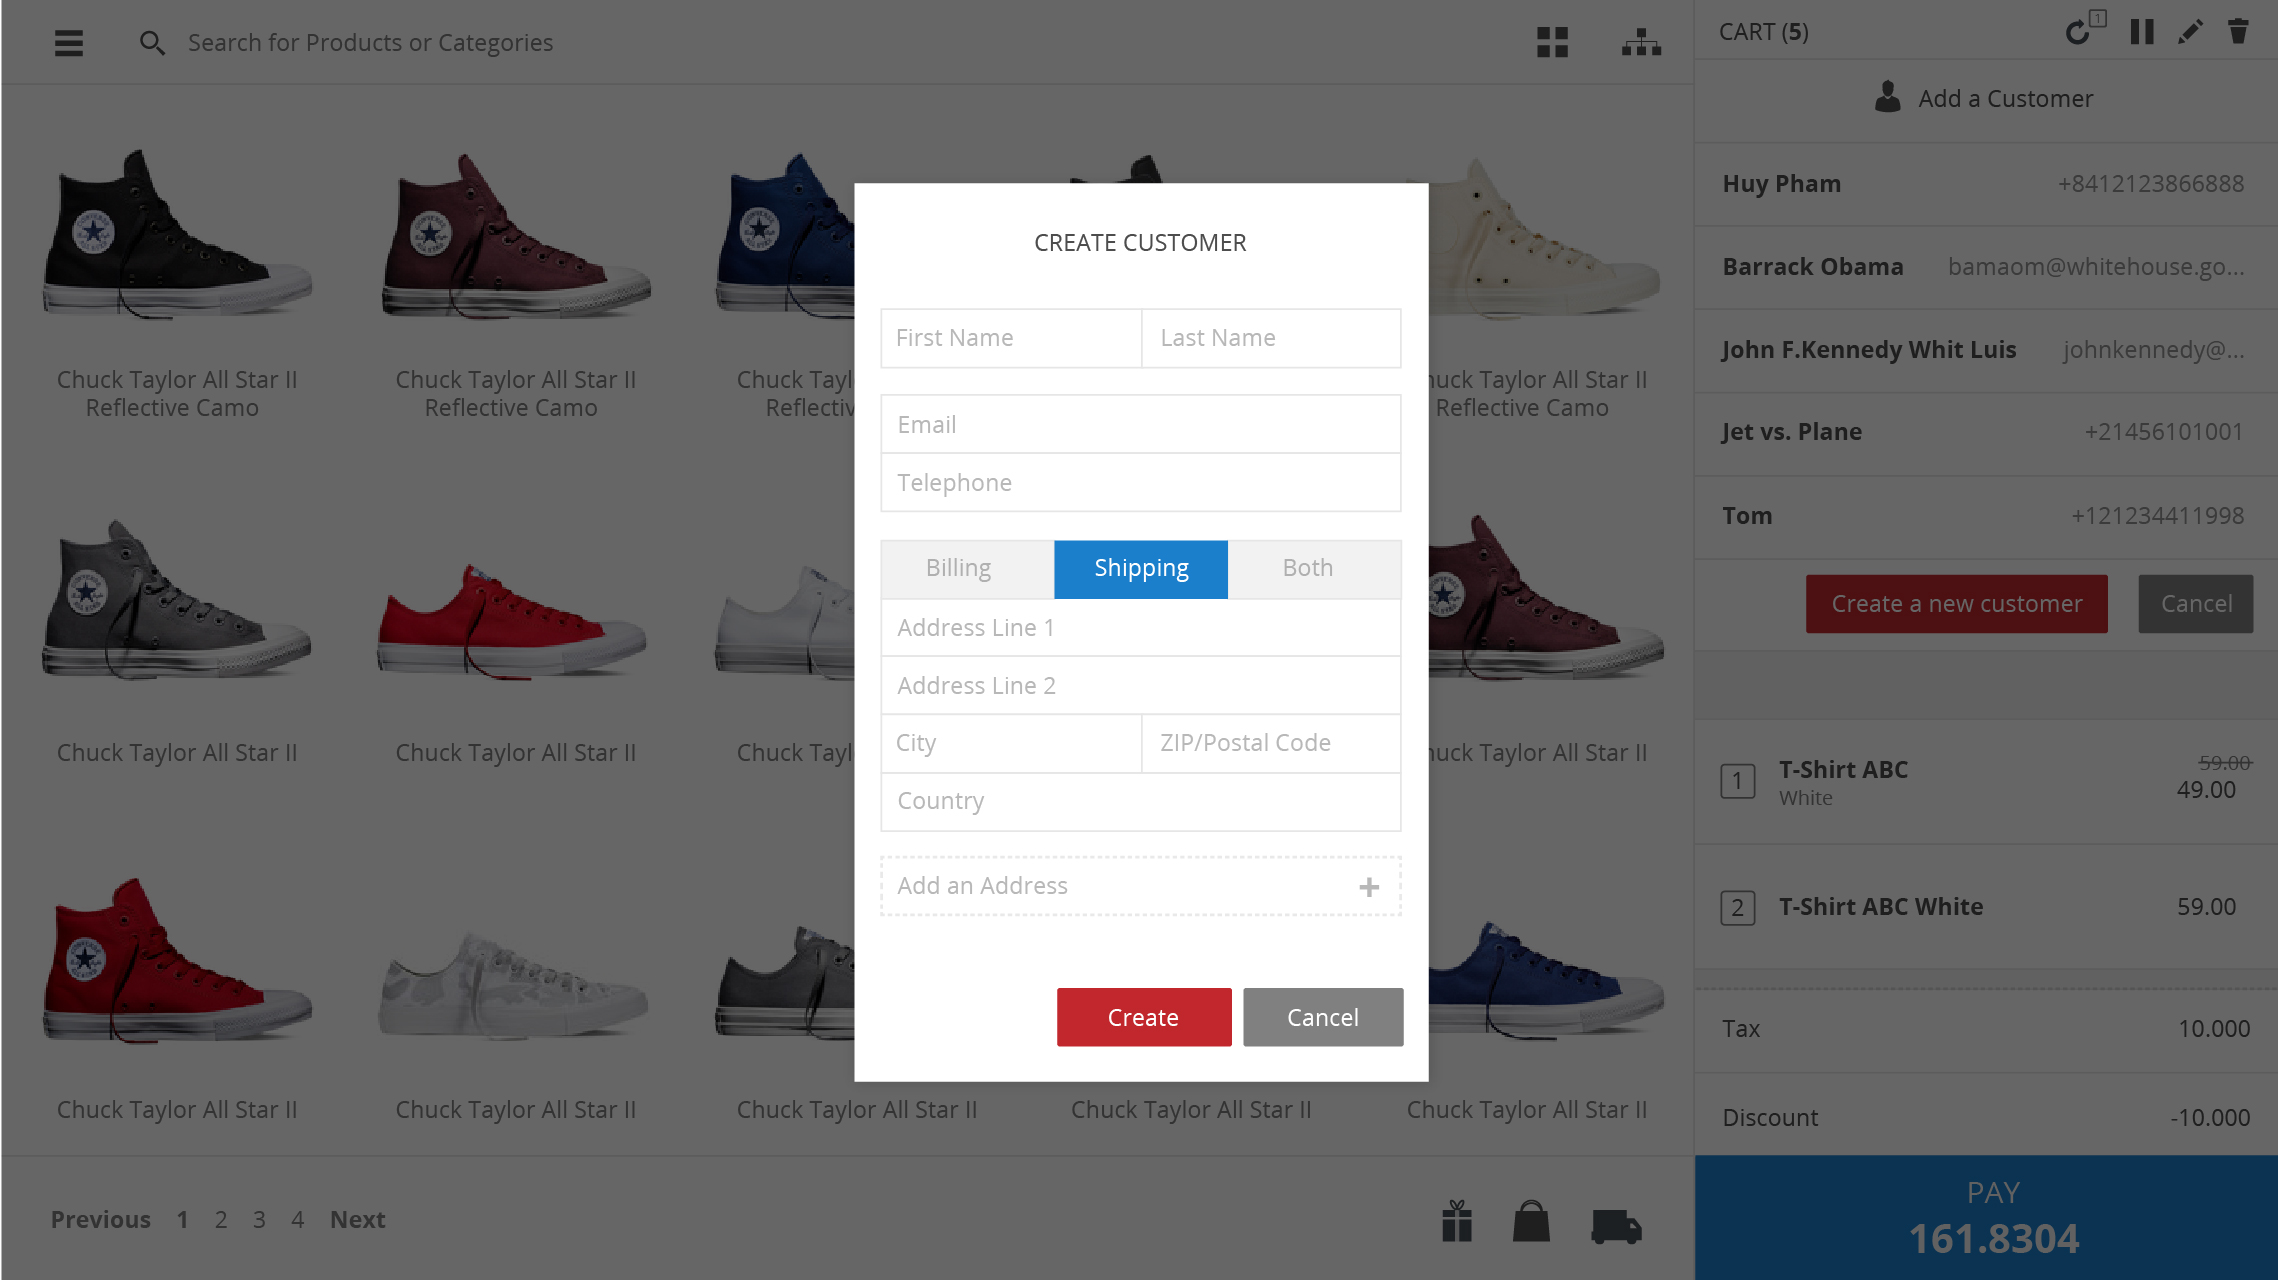 Search for Products or Categories
CART (5)
1
Add a Customer
Huy Pham +8412123866888
Barrack Obama bamaom@whitehouse.go...
John F.Kennedy Whit Luis johnkennedy@...
Jet vs. Plane +21456101001
Tom +121234411998
Create a new customer Cancel
1 T-Shirt ABC 59.00
White 49.00
2 T-Shirt ABC White 59.00
Tax 10.000
Discount -10.000
PAY
161.8304
CREATE CUSTOMER
First Name Last Name
Email
Telephone
Billing Shipping Both
Address Line 1
Address Line 2
City ZIP/Postal Code
Country
Add an Address +
Create Cancel
Chuck Taylor All Star II
Reflective Camo
Chuck Taylor All Star II
Reflective Camo
Chuck Tayl
Reflectiv
huck Taylor All Star II
Reflective Camo
Chuck Taylor All Star II
Chuck Taylor All Star II
Chuck Tayl
huck Taylor All Star II
Chuck Taylor All Star II
Chuck Taylor All Star II
Chuck Taylor All Star II
Chuck Taylor All Star II
Chuck Taylor All Star II
Previous 1 2 3 4 Next